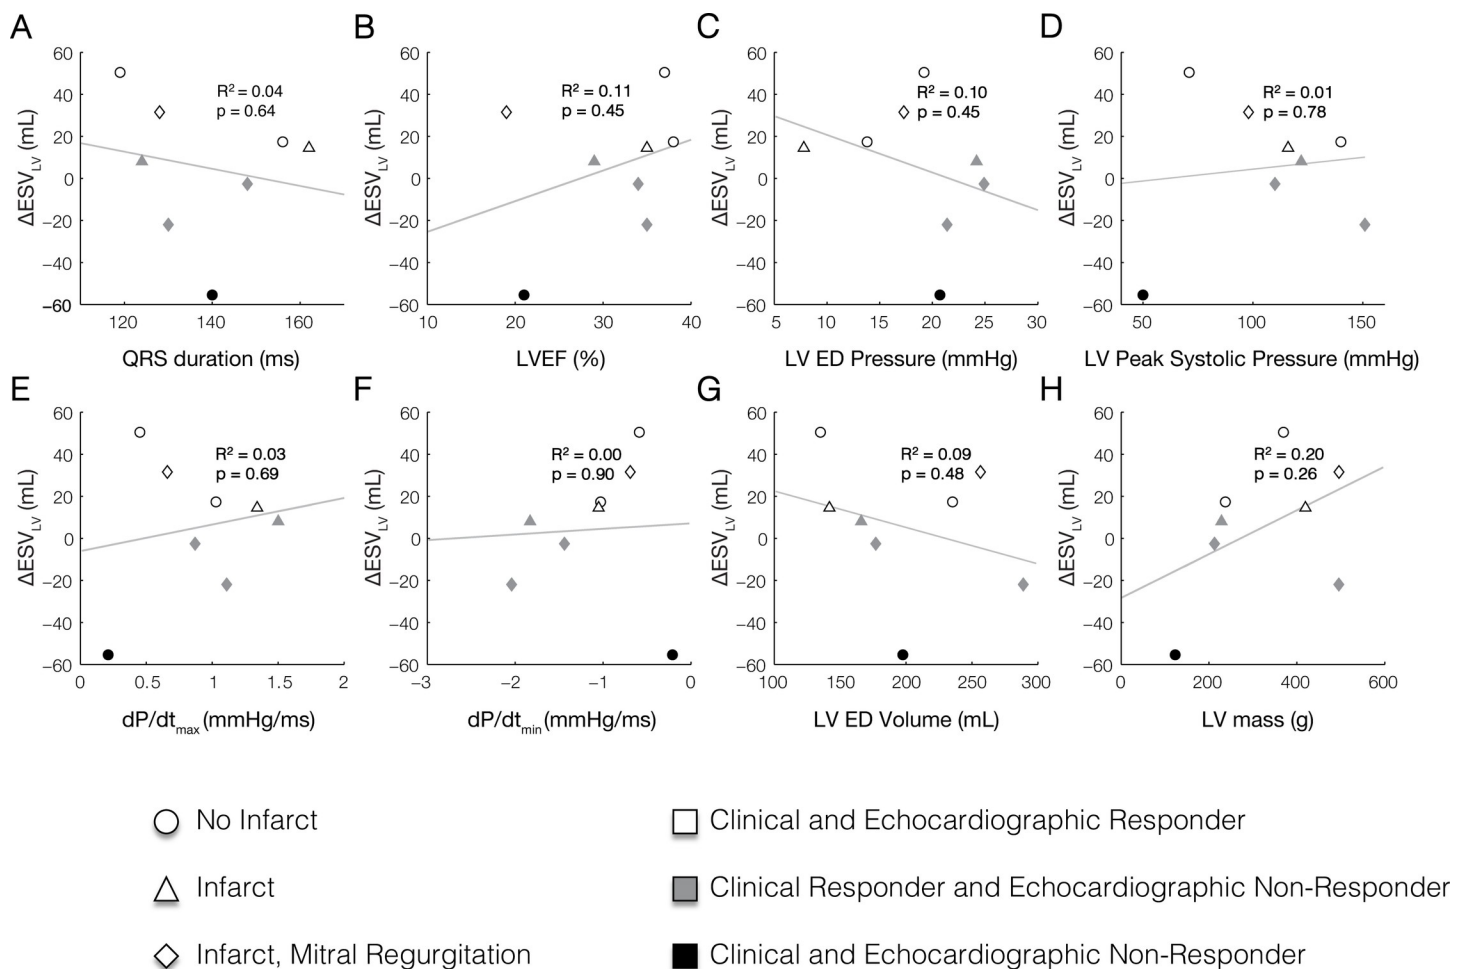 A
B
C
D
60
40
20
0
−20
−40
−60
ΔESV_LV (mL)
R² = 0.04
p = 0.64
120
140
160
QRS duration (ms)
60
40
20
0
−20
−40
−60
ΔESV_LV (mL)
R² = 0.11
p = 0.45
10
20
30
40
LVEF (%)
60
40
20
0
−20
−40
−60
ΔESV_LV (mL)
R² = 0.10
p = 0.45
5
10
15
20
25
30
LV ED Pressure (mmHg)
60
40
20
0
−20
−40
−60
ΔESV_LV (mL)
R² = 0.01
p = 0.78
50
100
150
LV Peak Systolic Pressure (mmHg)
E
F
G
H
60
40
20
0
−20
−40
−60
ΔESV_LV (mL)
R² = 0.03
p = 0.69
0
0.5
1
1.5
2
dP/dt_max (mmHg/ms)
60
40
20
0
−20
−40
−60
ΔESV_LV (mL)
R² = 0.00
p = 0.90
−3
−2
−1
0
dP/dt_min (mmHg/ms)
60
40
20
0
−20
−40
−60
ΔESV_LV (mL)
R² = 0.09
p = 0.48
100
150
200
250
300
LV ED Volume (mL)
60
40
20
0
−20
−40
−60
ΔESV_LV (mL)
R² = 0.20
p = 0.26
0
200
400
600
LV mass (g)
No Infarct
Clinical and Echocardiographic Responder
Infarct
Clinical Responder and Echocardiographic Non-Responder
Infarct, Mitral Regurgitation
Clinical and Echocardiographic Non-Responder